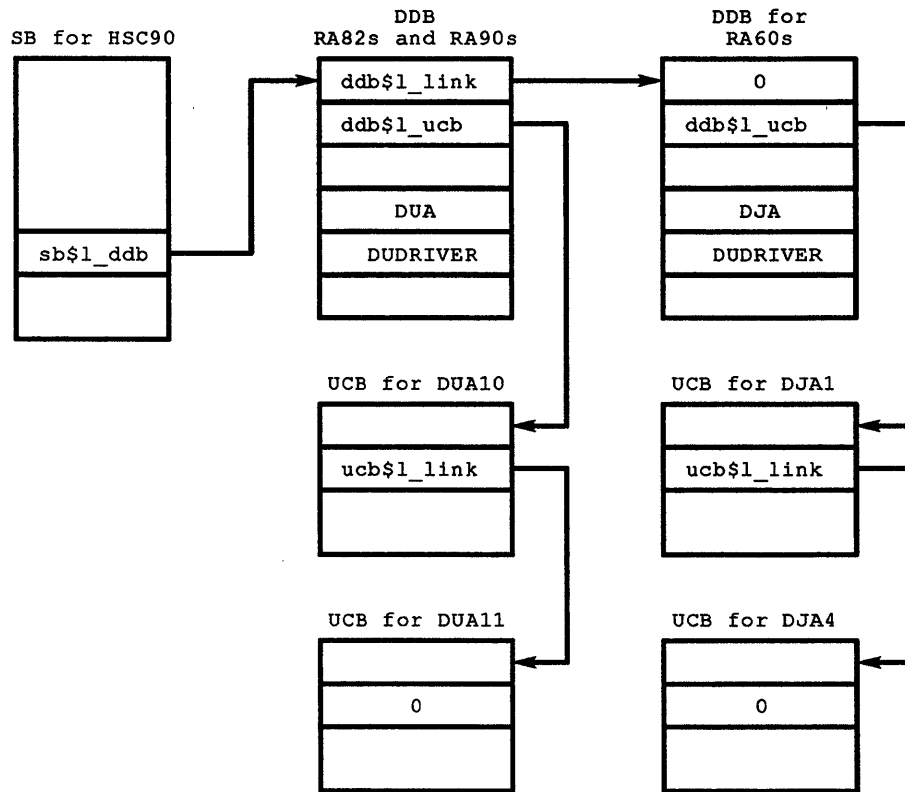 SB for HSC90
DDB
RA82s and RA90s
DDB for
RA60s
ddb$l_link
0
ddb$l_ucb
ddb$l_ucb
DUA
DJA
sb$l_ddb
DUDRIVER
DUDRIVER
UCB for DUA10
UCB for DJA1
ucb$l_link
ucb$l_link
UCB for DUA11
UCB for DJA4
0
0